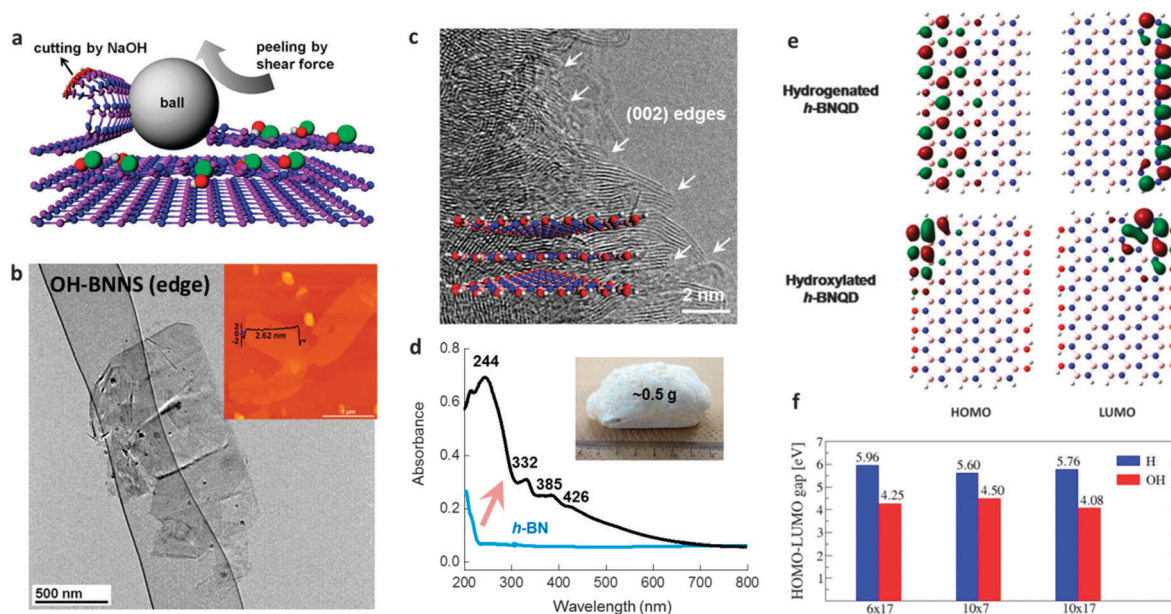 a
cutting by NaOH
peeling by
shear force
ball
b
OH-BNNS (edge)
2.62 nm
1 µm
500 nm
c
(002) edges
2 nm
d
0.8
0.6
0.4
0.2
0.0
Absorbance
244
332
385
426
~0.5 g
h-BN
200
300
400
500
600
700
800
Wavelength (nm)
e
Hydrogenated
h-BNQD
Hydroxylated
h-BNQD
HOMO
LUMO
f
HOMO-LUMO gap [eV]
7
6
5
4
3
2
1
5.96
4.25
5.60
4.50
5.76
4.08
H
OH
6x17
10x7
10x17